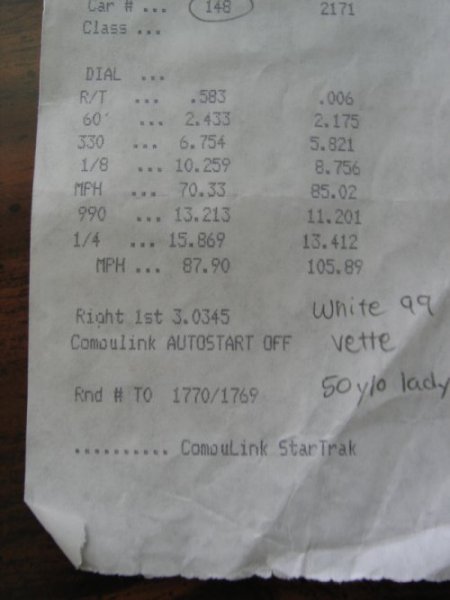 Car # ... 148 2171
Class ...
DIAL ...
R/T ... .583 .006
60' ... 2.433 2.175
330 ... 6.754 5.821
1/8 ... 10.259 8.756
MPH ... 70.33 85.02
990 ... 13.213 11.201
1/4 ... 15.869 13.412
MPH ... 87.90 105.89
Right 1st 3.0345
Compulink AUTOSTART OFF
White 99
vette
50 y/o lady
Rnd # TO 1770/1769
.......... CompuLink StarTrak